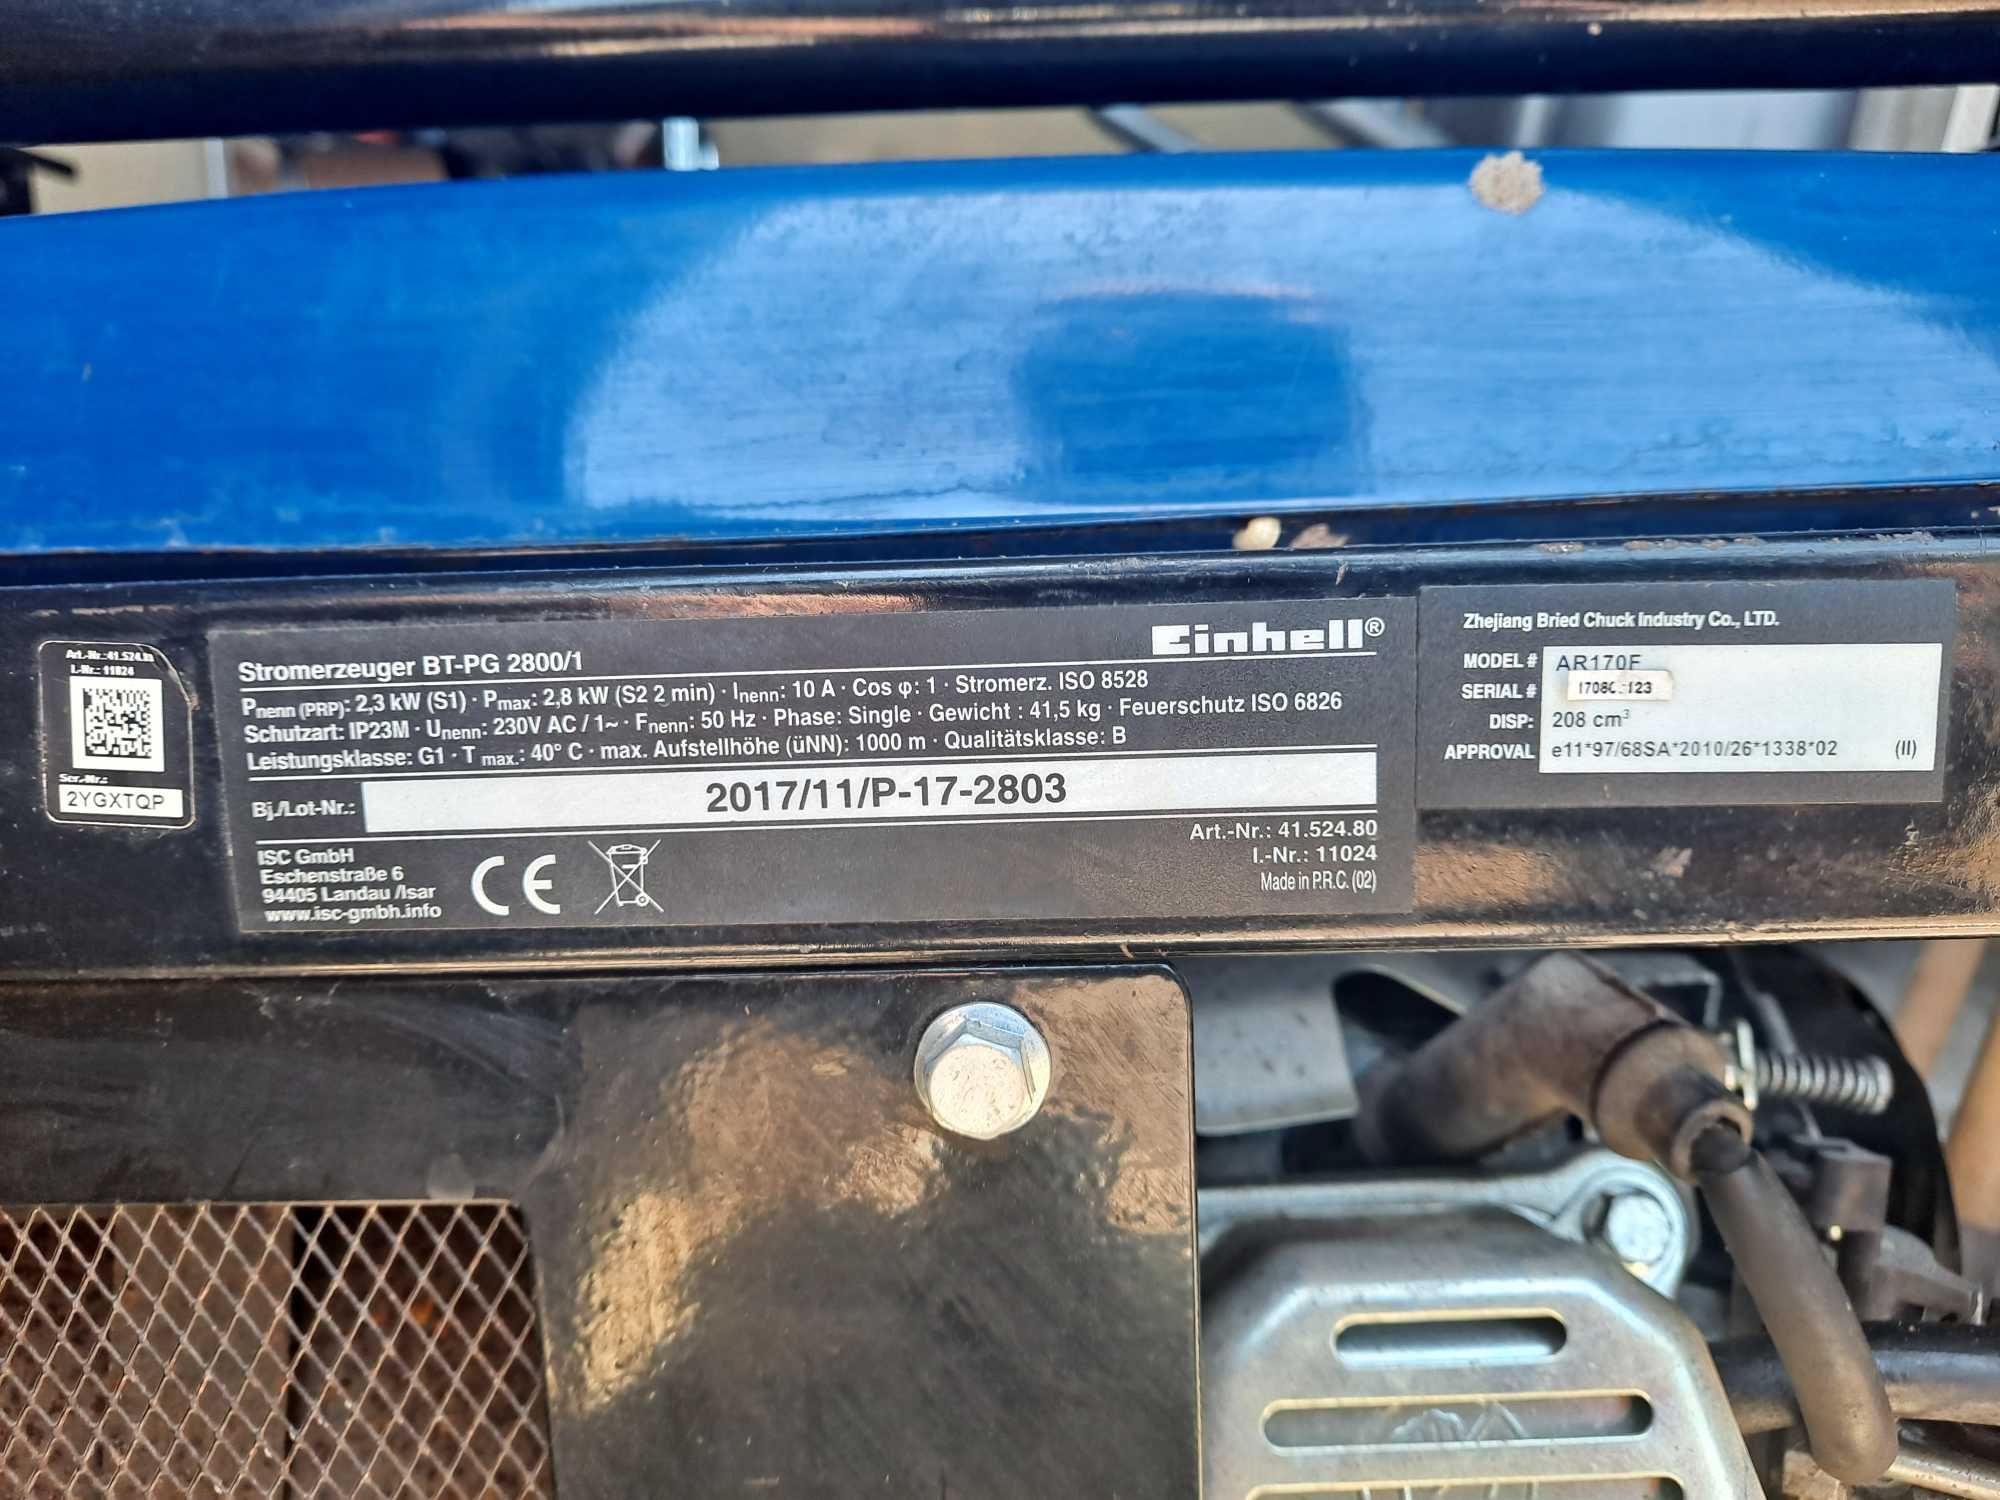 Art.-Nr.:41.524.80
I.-Nr.: 11024
Ser.-Nr.:
2YGXTQP
Einhell®
Stromerzeuger BT-PG 2800/1
Pnenn (PRP): 2,3 kW (S1) · Pmax: 2,8 kW (S2 2 min) · Inenn: 10 A · Cos φ: 1 · Stromerz. ISO 8528
Schutzart: IP23M · Unenn: 230V AC / 1~ · Fnenn: 50 Hz · Phase: Single · Gewicht : 41,5 kg · Feuerschutz ISO 6826
Leistungsklasse: G1 · T max.: 40° C · max. Aufstellhöhe (üNN): 1000 m · Qualitätsklasse: B
Bj./Lot-Nr.: 2017/11/P-17-2803
ISC GmbH
Eschenstraße 6
94405 Landau /Isar
www.isc-gmbh.info
CE
Art.-Nr.: 41.524.80
I.-Nr.: 11024
Made in P.R.C. (02)
Zhejiang Bried Chuck Industry Co., LTD.
MODEL # AR170F
SERIAL #
DISP: 208 cm³
APPROVAL e11*97/68SA*2010/26*1338*02 (II)